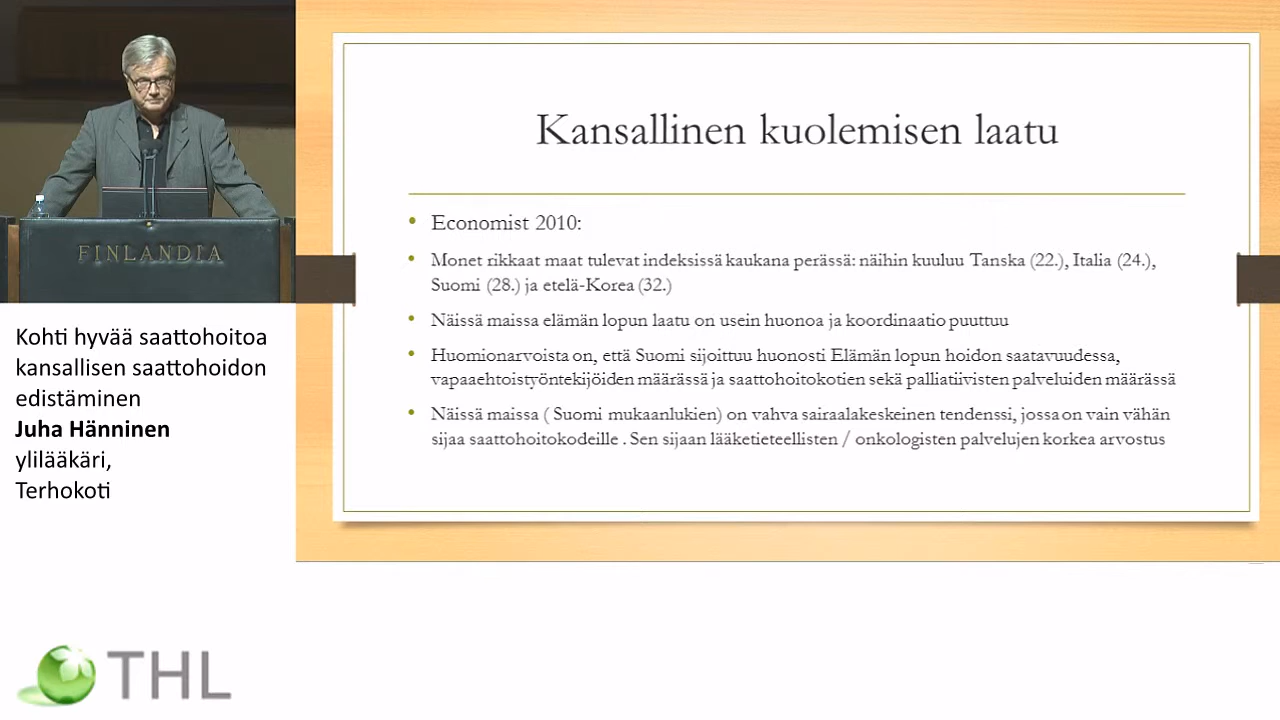 FINLANDIA
Kohti hyvää saattohoitoa
kansallisen saattohoidon
edistäminen
Juha Hänninen
ylilääkäri,
Terhokoti
THL
Kansallinen kuolemisen laatu
Economist 2010:
Monet rikkaat maat tulevat indeksissä kaukana perässä: näihin kuuluu Tanska (22.), Italia (24.),
Suomi (28.) ja etelä-Korea (32.)
Näissä maissa elämän lopun laatu on usein huonoa ja koordinaatio puuttuu
Huomionarvoista on, että Suomi sijoittuu huonosti Elämän lopun hoidon saatavuudessa,
vapaaehtoistyöntekijöiden määrässä ja saattohoitokotien sekä palliatiivisten palveluiden määrässä
Näissä maissa ( Suomi mukaanlukien) on vahva sairaalakeskeinen tendenssi, jossa on vain vähän
sijaa saattohoitokodeille . Sen sijaan lääketieteellisten / onkologisten palvelujen korkea arvostus